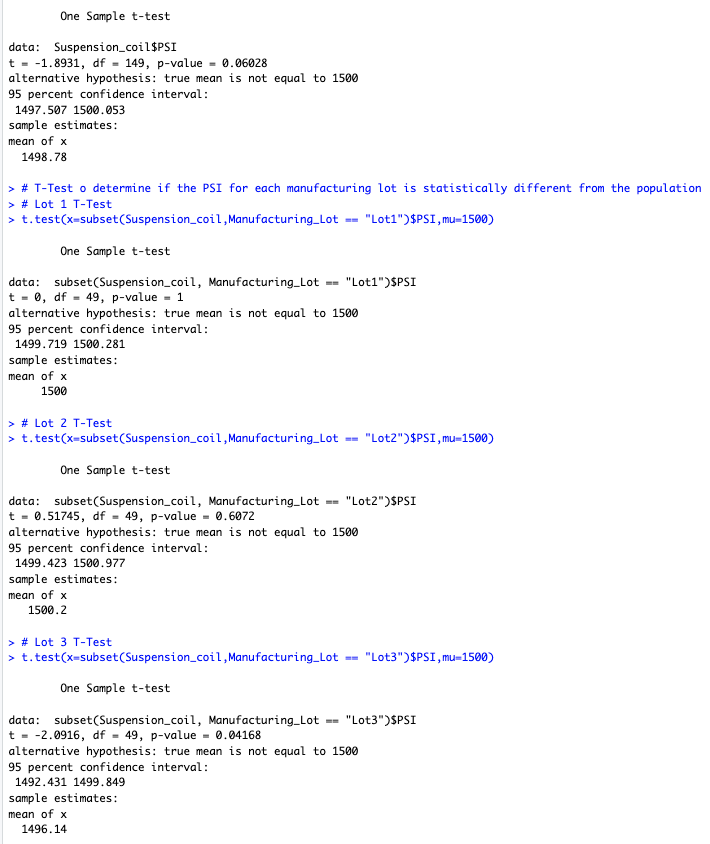 One Sample t-test
data:  Suspension_coil$PSI
t = -1.8931, df = 149, p-value = 0.06028
alternative hypothesis: true mean is not equal to 1500
95 percent confidence interval:
 1497.507 1500.053
sample estimates:
mean of x
  1498.78
> # T-Test o determine if the PSI for each manufacturing lot is statistically different from the population
> # Lot 1 T-Test
> t.test(x=subset(Suspension_coil,Manufacturing_Lot == "Lot1")$PSI,mu=1500)
One Sample t-test
data:  subset(Suspension_coil, Manufacturing_Lot == "Lot1")$PSI
t = 0, df = 49, p-value = 1
alternative hypothesis: true mean is not equal to 1500
95 percent confidence interval:
 1499.719 1500.281
sample estimates:
mean of x
     1500
> # Lot 2 T-Test
> t.test(x=subset(Suspension_coil,Manufacturing_Lot == "Lot2")$PSI,mu=1500)
One Sample t-test
data:  subset(Suspension_coil, Manufacturing_Lot == "Lot2")$PSI
t = 0.51745, df = 49, p-value = 0.6072
alternative hypothesis: true mean is not equal to 1500
95 percent confidence interval:
 1499.423 1500.977
sample estimates:
mean of x
   1500.2
> # Lot 3 T-Test
> t.test(x=subset(Suspension_coil,Manufacturing_Lot == "Lot3")$PSI,mu=1500)
One Sample t-test
data:  subset(Suspension_coil, Manufacturing_Lot == "Lot3")$PSI
t = -2.0916, df = 49, p-value = 0.04168
alternative hypothesis: true mean is not equal to 1500
95 percent confidence interval:
 1492.431 1499.849
sample estimates:
mean of x
  1496.14